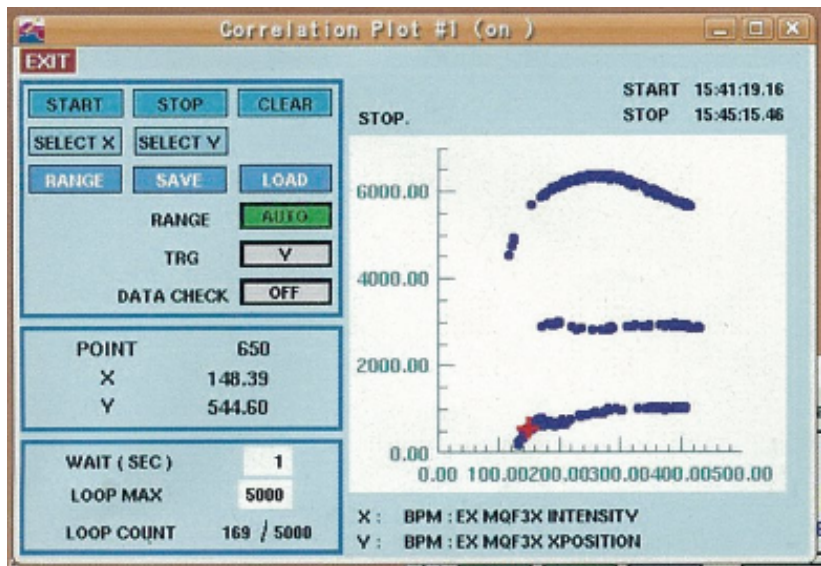 Correlation Plot #1 (on )
EXIT
START STOP CLEAR
SELECT X SELECT Y
RANGE SAVE LOAD
RANGE AUTO
TRG Y
DATA CHECK OFF
POINT 650
X 148.39
Y 544.60
WAIT ( SEC ) 1
LOOP MAX 5000
LOOP COUNT 169 / 5000
START 15:41:19.16
STOP. STOP 15:45:15.46
6000.00
4000.00
2000.00
0.00
0.00 100.00200.00300.00400.00500.00
X : BPM : EX MQF3X INTENSITY
Y : BPM : EX MQF3X XPOSITION